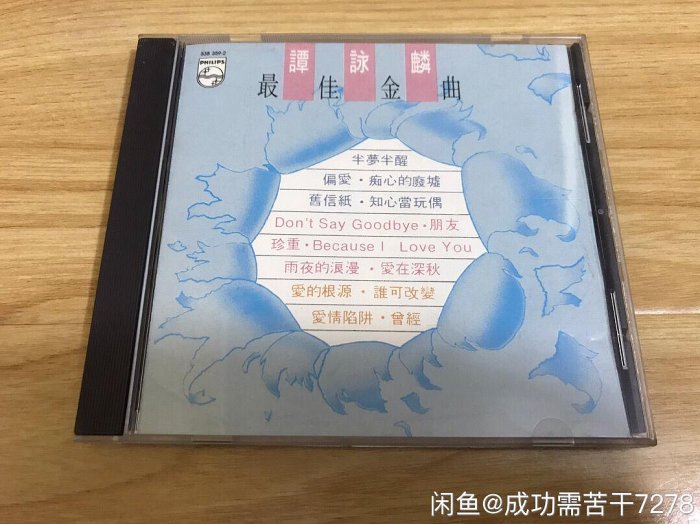 838 389-2
PHILIPS
譚詠麟
最佳金曲
半夢半醒
偏愛·痴心的廢墟
舊信紙·知心當玩偶
Don't Say Goodbye·朋友
珍重·Because I Love You
雨夜的浪漫·愛在深秋
愛的根源·誰可改變
愛情陷阱·曾經
闲鱼@成功需苦干7278